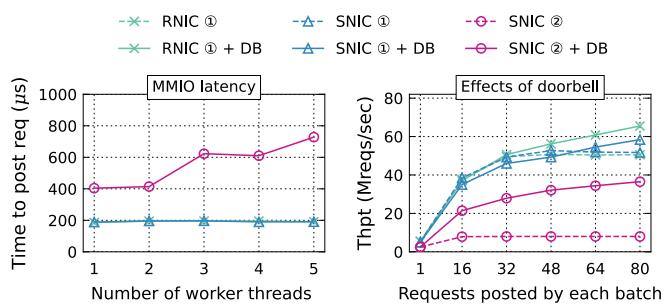 RNIC ① SNIC ① SNIC ②
RNIC ① + DB SNIC ① + DB SNIC ② + DB
MMIO latency
Time to post req (μs)
1000
800
600
400
200
0
1 2 3 4 5
Number of worker threads
Effects of doorbell
Thpt (Mreqs/sec)
80
60
40
20
0
1 16 32 48 64 80
Requests posted by each batch